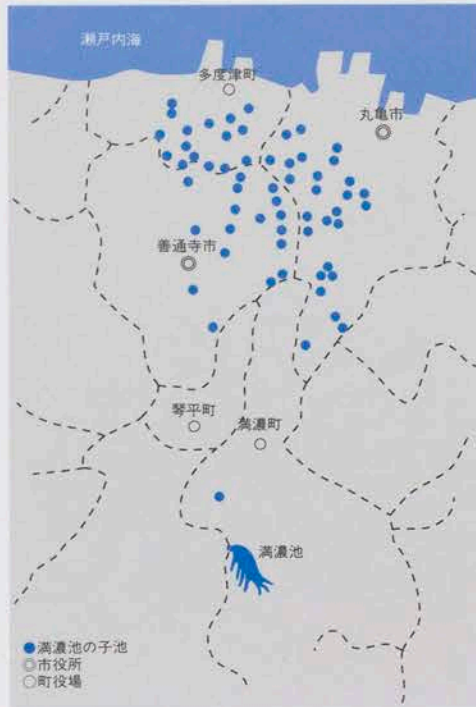 瀬戸内海
多度津町
丸亀市
善通寺市
琴平町
満濃町
満濃池
満濃池の子池
市役所
町役場